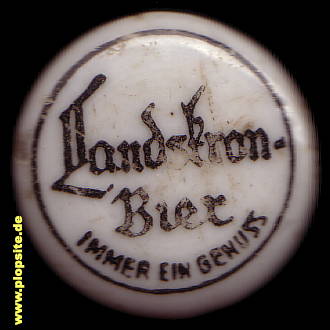 Landskron-
Bier
IMMER EIN GENUSS
www.plopsite.de